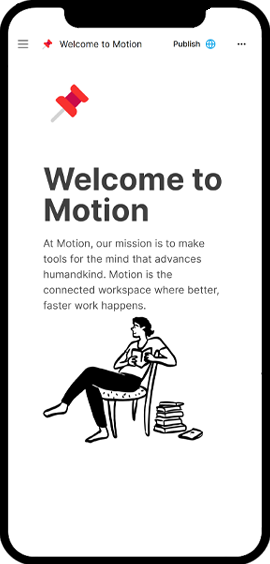 Welcome to Motion
Publish
Welcome to
Motion
At Motion, our mission is to make
tools for the mind that advances
humandkind. Motion is the
connected workspace where better,
faster work happens.